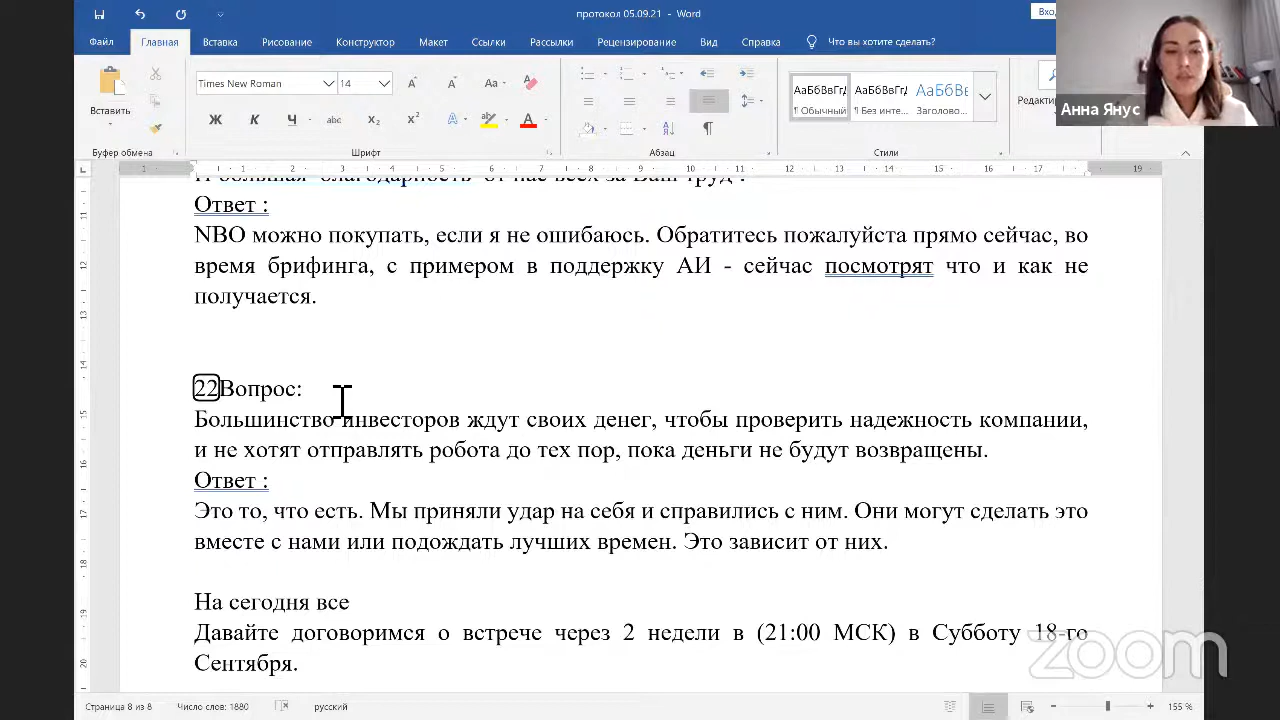 протокол 05.09.21 - Word
Файл Главная Вставка Рисование Конструктор Макет Ссылки Рассылки Рецензирование Вид Справка Что вы хотите сделать?
Анна Янус
Вставить
Times New Roman 14
Ж К Ч abc X₂ X²
АаБбВвГг АаБбВвГг
¶ Обычный ¶ Без инте... Заголово...
Буфер обмена Шрифт Абзац Стили
Ответ :
NBO можно покупать, если я не ошибаюсь. Обратитесь пожалуйста прямо сейчас, во
время брифинга, с примером в поддержку АИ - сейчас посмотрят что и как не
получается.
22Вопрос:
Большинство инвесторов ждут своих денег, чтобы проверить надежность компании,
и не хотят отправлять робота до тех пор, пока деньги не будут возвращены.
Ответ :
Это то, что есть. Мы приняли удар на себя и справились с ним. Они могут сделать это
вместе с нами или подождать лучших времен. Это зависит от них.
На сегодня все
Давайте договоримся о встрече через 2 недели в (21:00 МСК) в Субботу 18-го
Сентября.
zoom
Страница 8 из 8 Число слов: 1880 русский 155 %